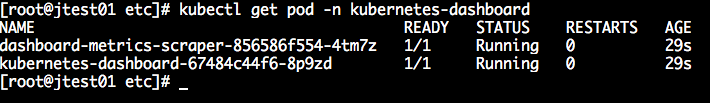 [root@jtest01 etc]# kubectl get pod -n kubernetes-dashboard
NAME READY STATUS RESTARTS AGE
dashboard-metrics-scraper-856586f554-4tm7z 1/1 Running 0 29s
kubernetes-dashboard-67484c44f6-8p9zd 1/1 Running 0 29s
[root@jtest01 etc]# _